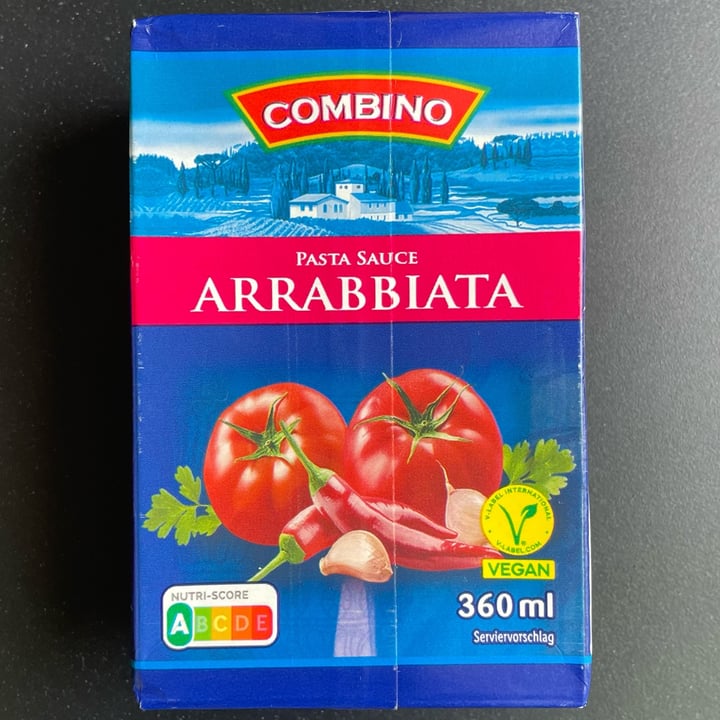 COMBINO
PASTA SAUCE
ARRABBIATA
V-LABEL INTERNATIONAL
V-LABEL.COM
VEGAN
NUTRI-SCORE
A B C D E
360 ml
Serviervorschlag